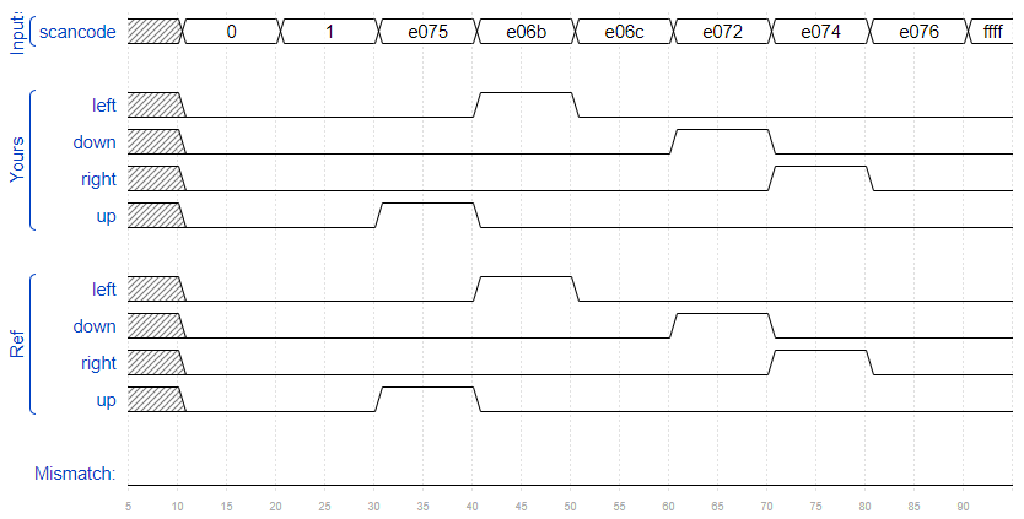 Input:
scancode 0 1 e075 e06b e06c e072 e074 e076 ffff
Yours
left
down
right
up
Ref
left
down
right
up
Mismatch:
5 10 15 20 25 30 35 40 45 50 55 60 65 70 75 80 85 90